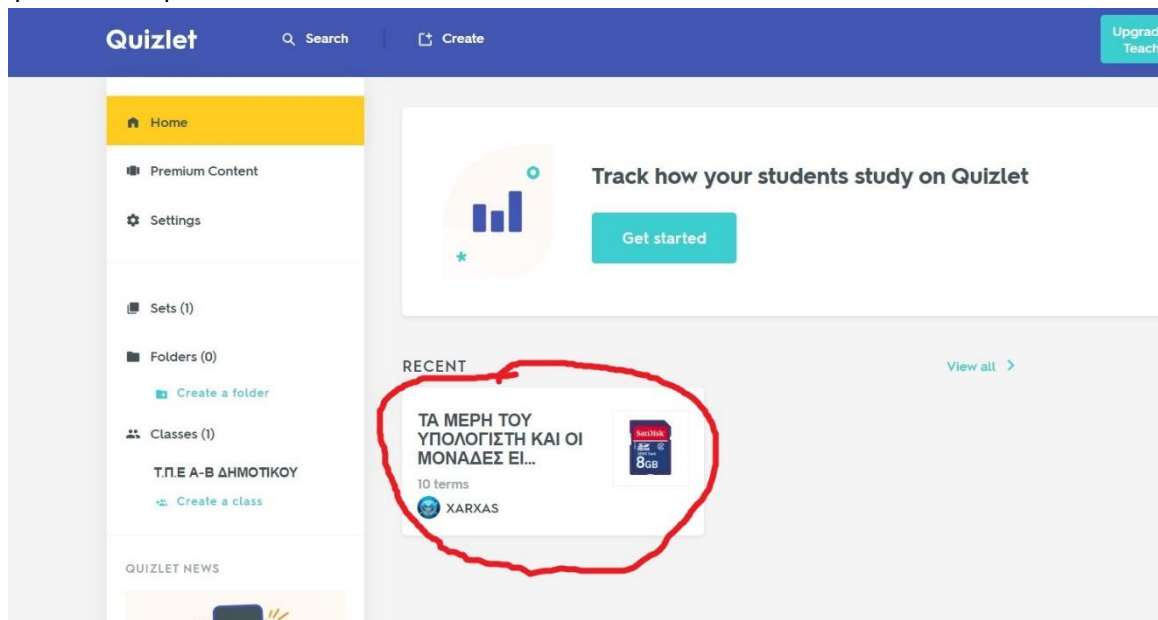 Quizlet
Search
Create
Upgrad
Teach
Home
Premium Content
Settings
Track how your students study on Quizlet
Get started
Sets (1)
Folders (0)
Create a folder
Classes (1)
Τ.Π.Ε Α-Β ΔΗΜΟΤΙΚΟΥ
Create a class
RECENT
View all
ΤΑ ΜΕΡΗ ΤΟΥ
ΥΠΟΛΟΓΙΣΤΗ ΚΑΙ ΟΙ
ΜΟΝΑΔΕΣ ΕΙ...
10 terms
XARXAS
SanDisk
8GB
QUIZLET NEWS